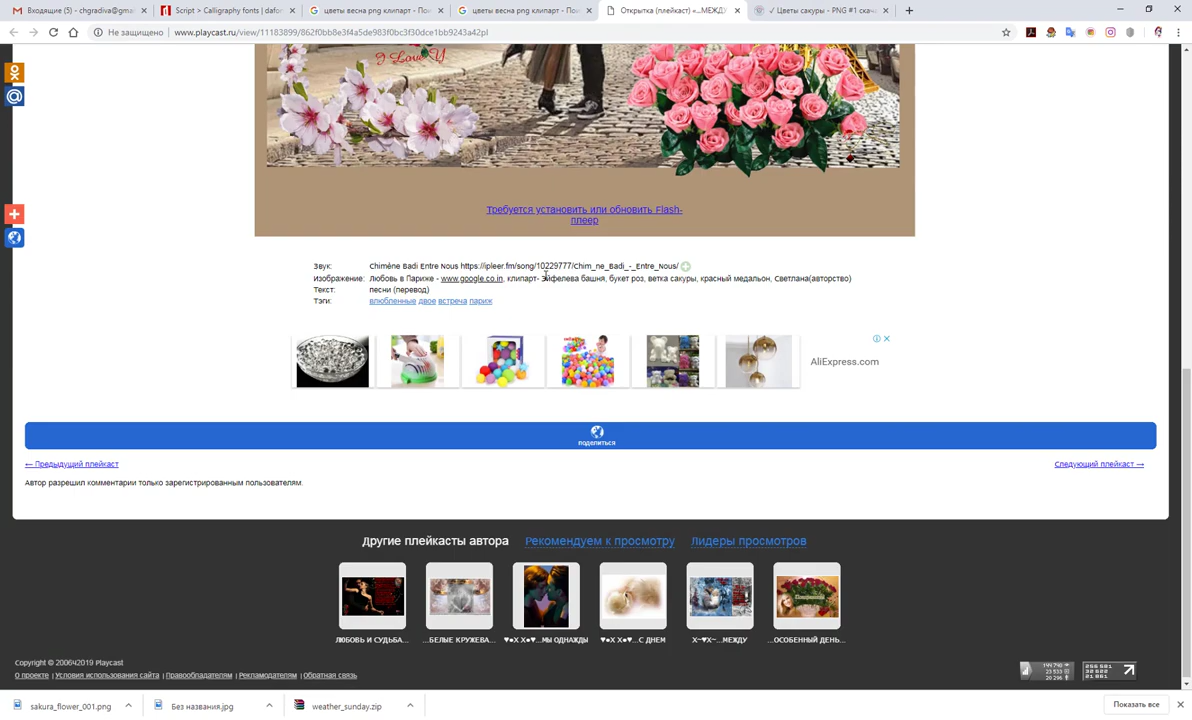 Входящие (5) - chgradiva@gmai
Script > Calligraphy fonts | dafon
цветы весна png клипарт - Пои
цветы весна png клипарт - Пои
Открытка (плейкаст) «...МЕЖД
✓ Цветы сакуры - PNG #1 скача
Не защищено | www.playcast.ru/view/11183899/862f0bb8e3f4a5de983f0bc3f30dce1bb9243a42pl
I Love Y
Требуется установить или обновить Flash-
плеер
Звук: Chiméne Badi Entre Nous https://ipleer.fm/song/10229777/Chim_ne_Badi_-_Entre_Nous/
Изображение: Любовь в Париже - www.google.co.in, клипарт- Эйфелева башня, букет роз, ветка сакуры, красный медальон, Светлана(авторство)
Текст: песни (перевод)
Тэги: влюбленные двое встреча париж
AliExpress.com
поделиться
← Предыдущий плейкаст
Следующий плейкаст →
Автор разрешил комментарии только зарегистрированным пользователям.
Другие плейкасты автора Рекомендуем к просмотру Лидеры просмотров
ЛЮБОВЬ И СУДЬБА...
...БЕЛЫЕ КРУЖЕВА...
♥●X X●♥...МЫ ОДНАЖДЫ
♥●X X●♥...С ДНЕМ
X~♥X~...МЕЖДУ
...ОСОБЕННЫЙ ДЕНЬ...
Copyright © 2006Ч2019 Playcast
О проекте | Условия использования сайта | Правообладателям | Рекламодателям | Обратная связь
sakura_flower_001.png
Без названия.jpg
weather_sunday.zip
Показать все